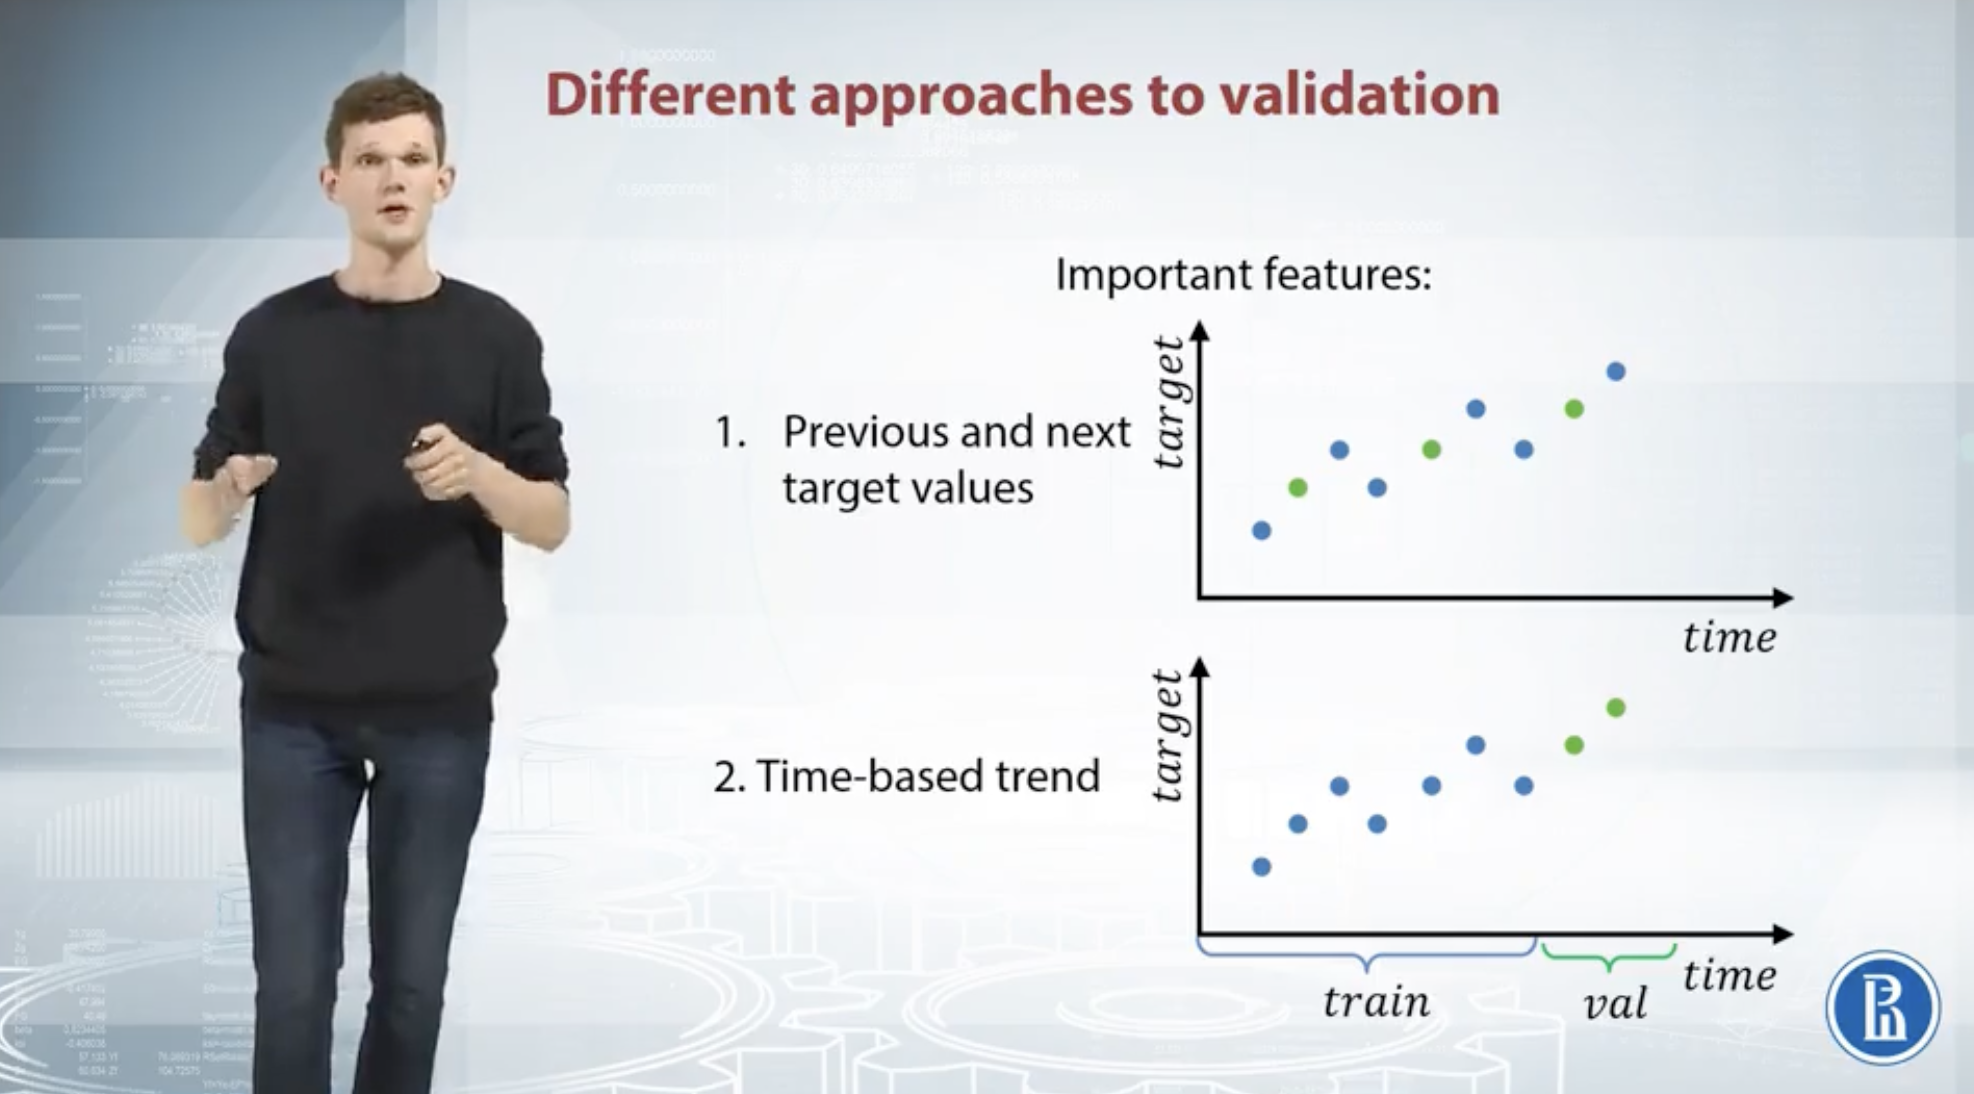 Different approaches to validation
Important features:
1. Previous and next
target values
target
time
2. Time-based trend
target
time
train
val